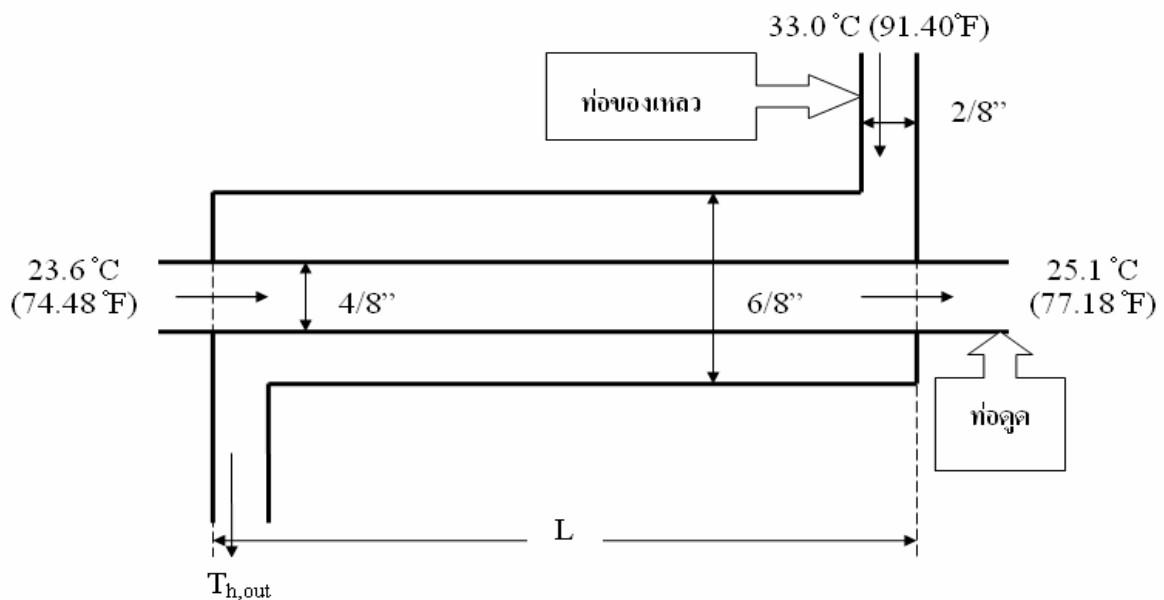 33.0 °C (91.40°F)
ท่อของเหลว
2/8”
23.6 °C
(74.48 °F)
4/8”
6/8”
25.1 °C
(77.18 °F)
ท่อดูด
L
Th,out